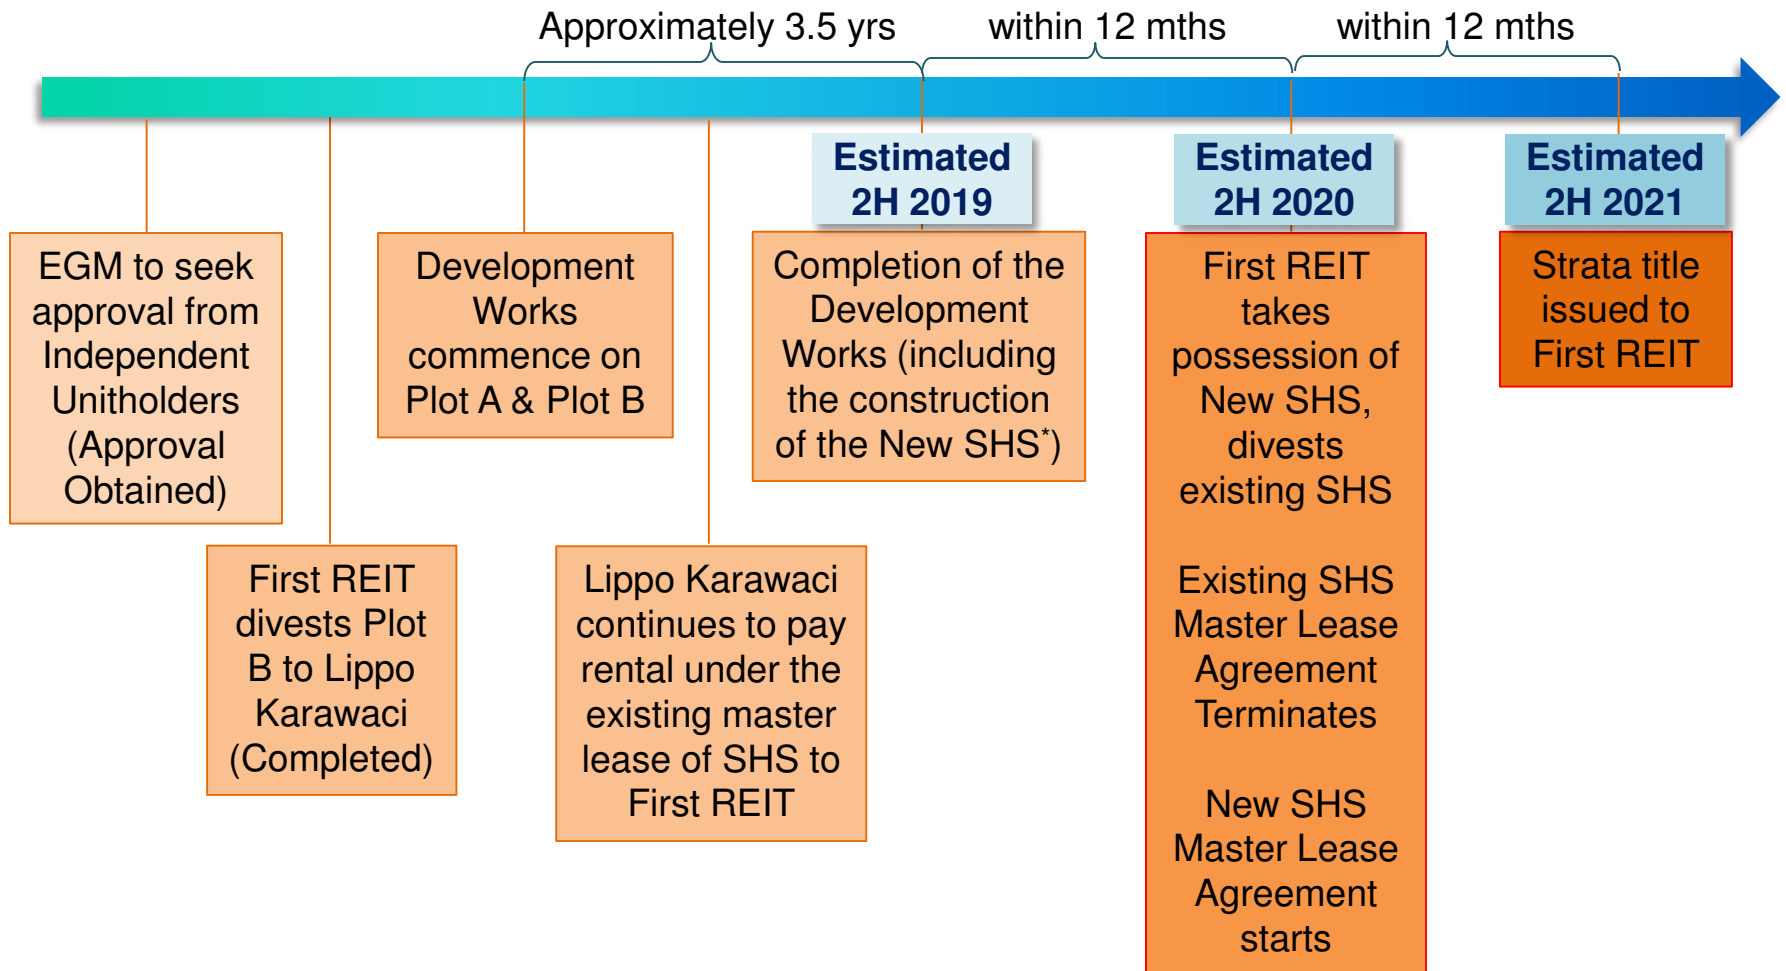 Approximately 3.5 yrs
within 12 mths
within 12 mths
Estimated
2H 2019
Estimated
2H 2020
Estimated
2H 2021
EGM to seek
approval from
Independent
Unitholders
(Approval
Obtained)
First REIT
divests Plot
B to Lippo
Karawaci
(Completed)
Development
Works
commence on
Plot A & Plot B
Lippo Karawaci
continues to pay
rental under the
existing master
lease of SHS to
First REIT
Completion of the
Development
Works (including
the construction
of the New SHS*)
First REIT
takes
possession of
New SHS,
divests
existing SHS
Existing SHS
Master Lease
Agreement
Terminates
New SHS
Master Lease
Agreement
starts
Strata title
issued to
First REIT